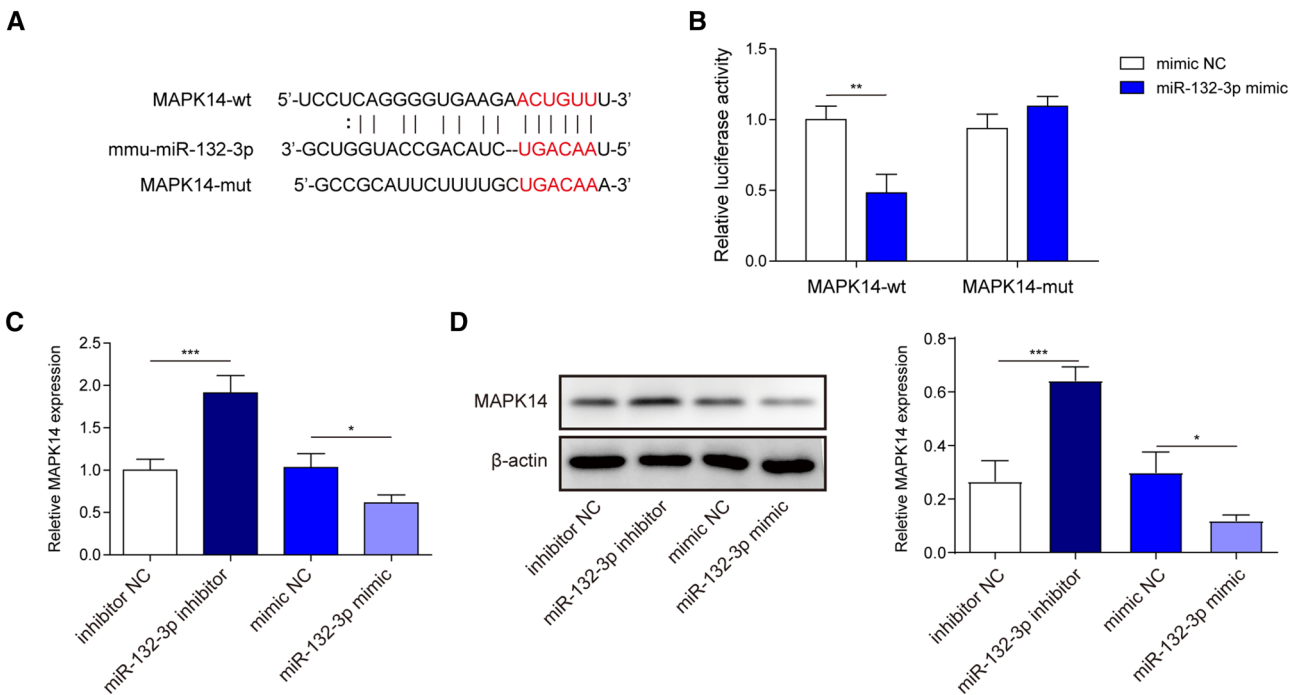 A
MAPK14-wt 5'-UCCUCAGGGGUGAAGAACUGUUU-3'
mmu-miR-132-3p 3'-GCUGGUACCGACAUC--UGACAAU-5'
MAPK14-mut 5'-GCCGCAUUCUUUUGCUGACAAA-3'
B
Relative luciferase activity
1.5
1.0
0.5
0.0
**
MAPK14-wt
MAPK14-mut
mimic NC
miR-132-3p mimic
C
Reletive MAPK14 expression
2.5
2.0
1.5
1.0
0.5
0.0
***
*
inhibitor NC
miR-132-3p inhibitor
mimic NC
miR-132-3p mimic
D
MAPK14
β-actin
inhibitor NC
miR-132-3p inhibitor
mimic NC
miR-132-3p mimic
Reletive MAPK14 expression
0.8
0.6
0.4
0.2
0.0
***
*
inhibitor NC
miR-132-3p inhibitor
mimic NC
miR-132-3p mimic